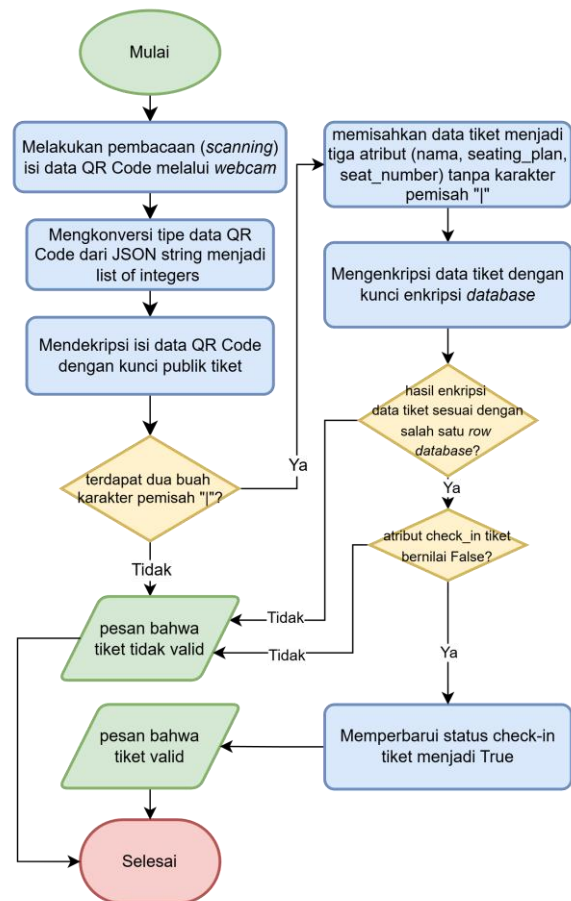 Mulai
Melakukan pembacaan (scanning)
isi data QR Code melalui webcam
Mengkonversi tipe data QR
Code dari JSON string menjadi
list of integers
Mendekripsi isi data QR Code
dengan kunci publik tiket
terdapat dua buah
karakter pemisah "|"?
Ya
Tidak
memisahkan data tiket menjadi
tiga atribut (nama, seating_plan,
seat_number) tanpa karakter
pemisah "|"
Mengenkripsi data tiket dengan
kunci enkripsi database
hasil enkripsi
data tiket sesuai dengan
salah satu row
database?
Ya
Tidak
atribut check_in tiket
bernilai False?
Tidak
Ya
pesan bahwa
tiket tidak valid
Memperbarui status check-in
tiket menjadi True
pesan bahwa
tiket valid
Selesai